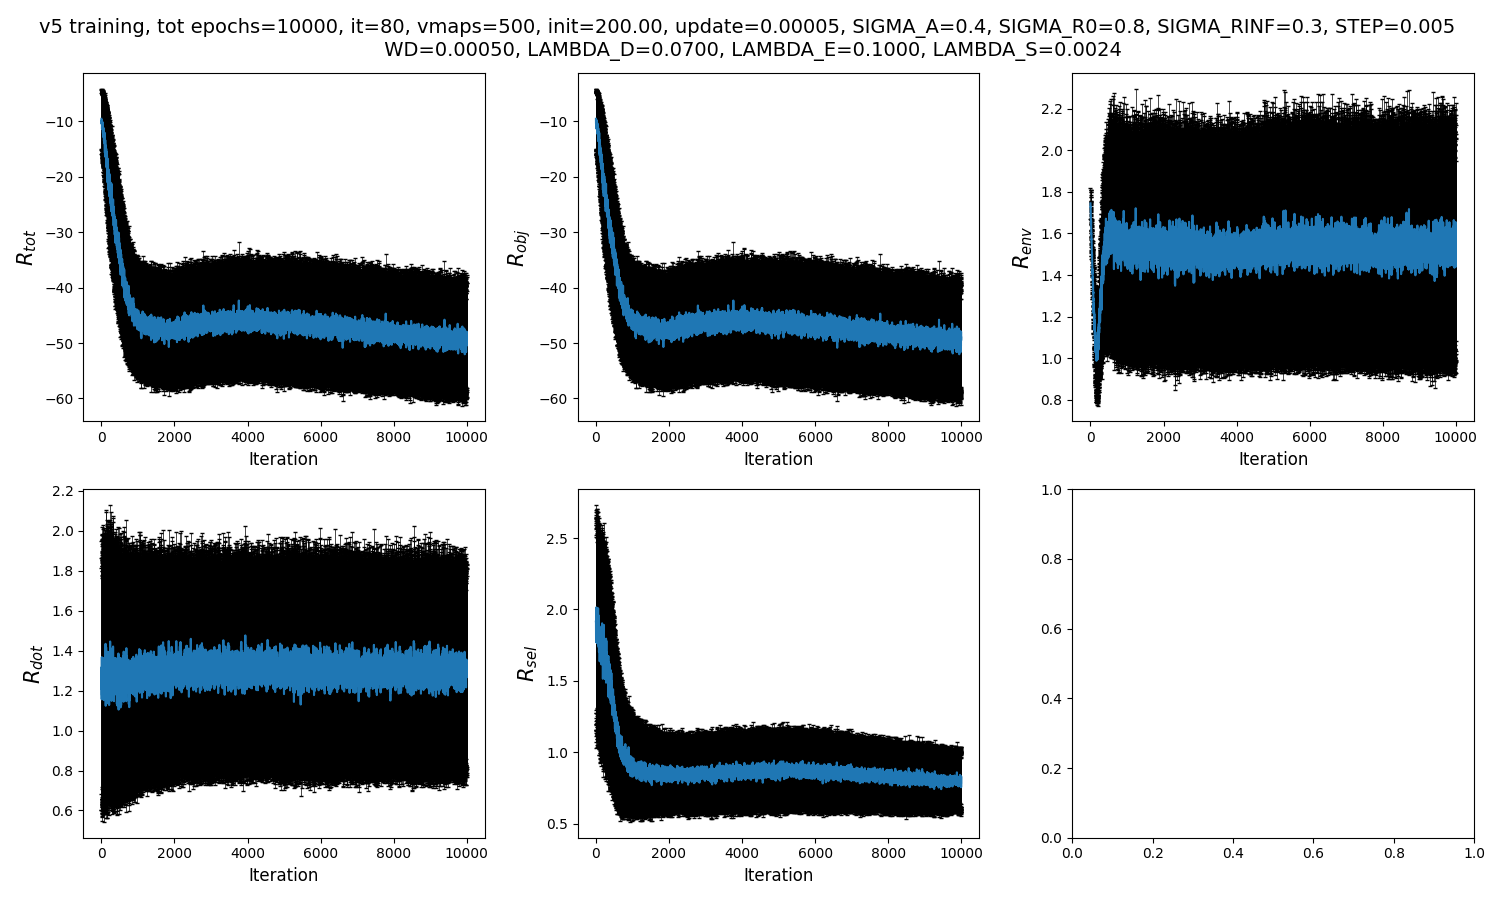 v5 training, tot epochs=10000, it=80, vmaps=500, init=200.00, update=0.00005, SIGMA_A=0.4, SIGMA_R0=0.8, SIGMA_RINF=0.3, STEP=0.005
WD=0.00050, LAMBDA_D=0.0700, LAMBDA_E=0.1000, LAMBDA_S=0.0024
R_tot
−10
−20
−30
−40
−50
−60
0 2000 4000 6000 8000 10000
Iteration
R_obj
−10
−20
−30
−40
−50
−60
0 2000 4000 6000 8000 10000
Iteration
R_env
2.2
2.0
1.8
1.6
1.4
1.2
1.0
0.8
0 2000 4000 6000 8000 10000
Iteration
R_dot
2.2
2.0
1.8
1.6
1.4
1.2
1.0
0.8
0.6
0 2000 4000 6000 8000 10000
Iteration
R_sel
2.5
2.0
1.5
1.0
0.5
0 2000 4000 6000 8000 10000
Iteration
1.0
0.8
0.6
0.4
0.2
0.0
0.0 0.2 0.4 0.6 0.8 1.0